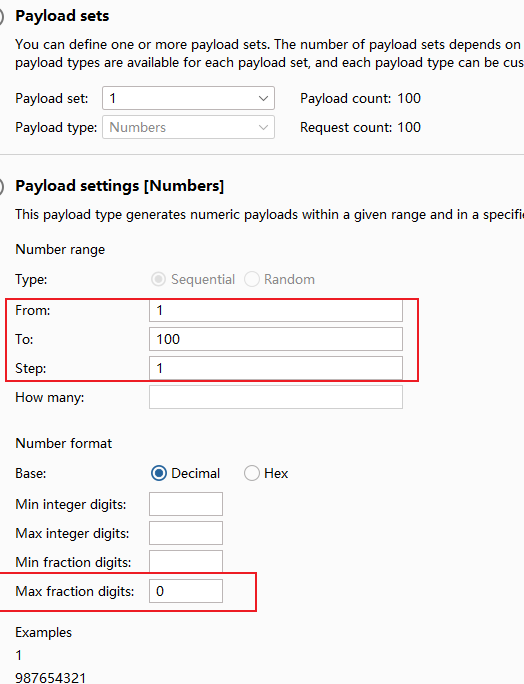 Payload sets
You can define one or more payload sets. The number of payload sets depends on
payload types are available for each payload set, and each payload type can be cus
Payload set: 1 Payload count: 100
Payload type: Numbers Request count: 100
Payload settings [Numbers]
This payload type generates numeric payloads within a given range and in a specifie
Number range
Type: Sequential Random
From: 1
To: 100
Step: 1
How many:
Number format
Base: Decimal Hex
Min integer digits:
Max integer digits:
Min fraction digits:
Max fraction digits: 0
Examples
1
987654321